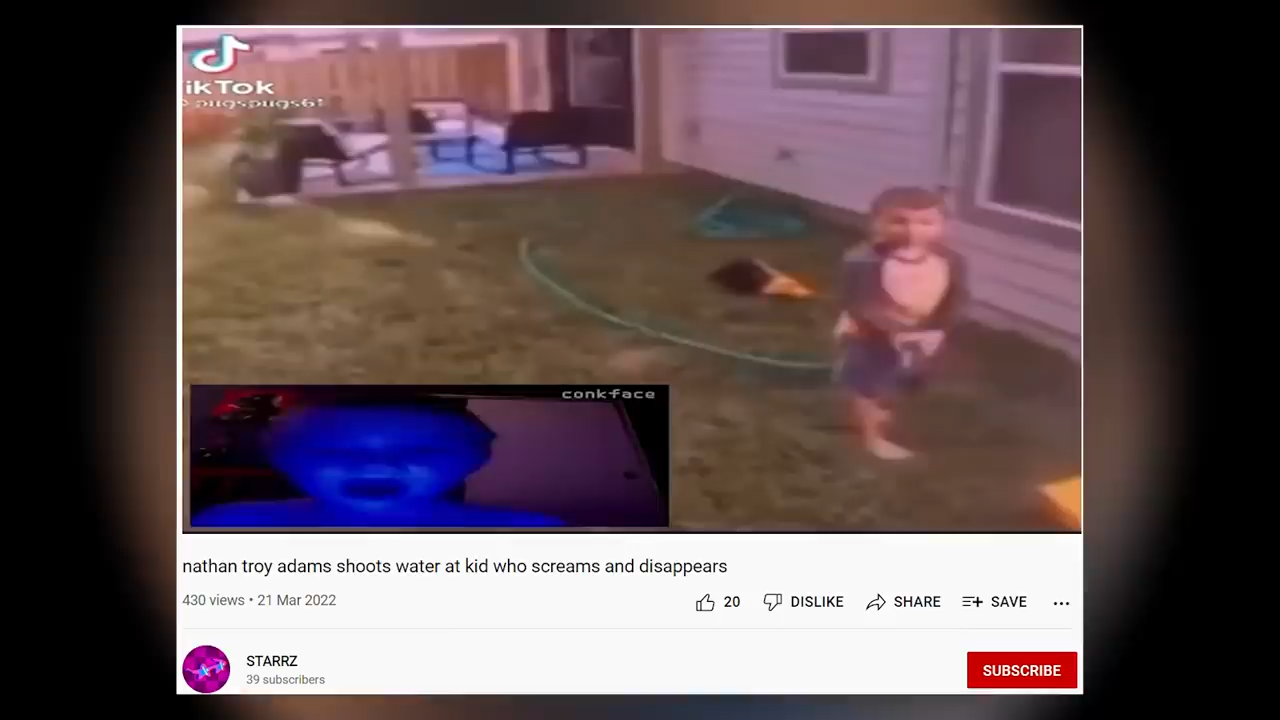 ikTok
pugspugs61
conkface
nathan troy adams shoots water at kid who screams and disappears
430 views • 21 Mar 2022
20 DISLIKE SHARE SAVE ...
STARRZ
39 subscribers
SUBSCRIBE